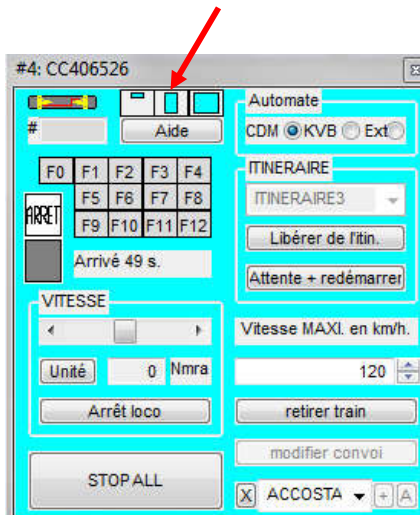 #4: CC406526
Automate
# Aide CDM KVB Ext
F0 F1 F2 F3 F4 ITINERAIRE
F5 F6 F7 F8 ITINERAIRE3
ARRET F9 F10 F11 F12 Libérer de l'itin.
Arrivé 49 s. Attente + redémarrer
VITESSE
Vitesse MAXI. en km/h.
Unité 0 Nmra 120
Arrêt loco retirer train
modifier convoi
STOP ALL
X ACCOSTA + A